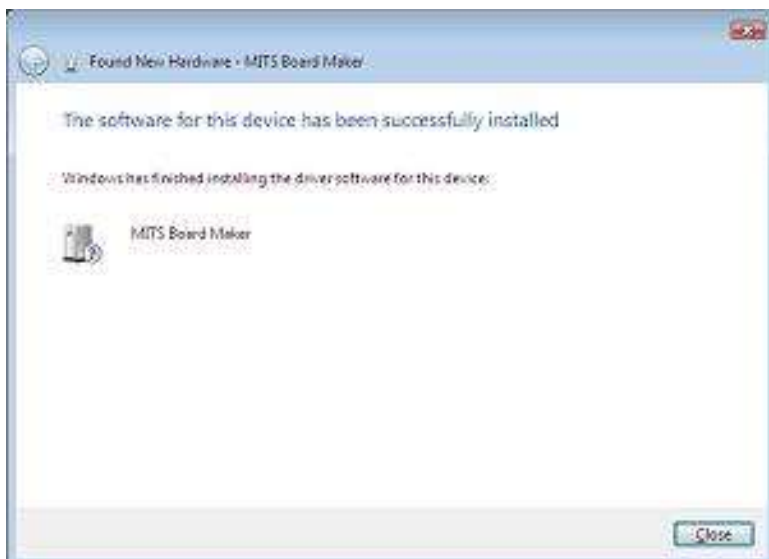 Found New Hardware - MITS Board Maker
The software for this device has been successfully installed
Windows has finished installing the driver software for this device:
MITS Board Maker
Close